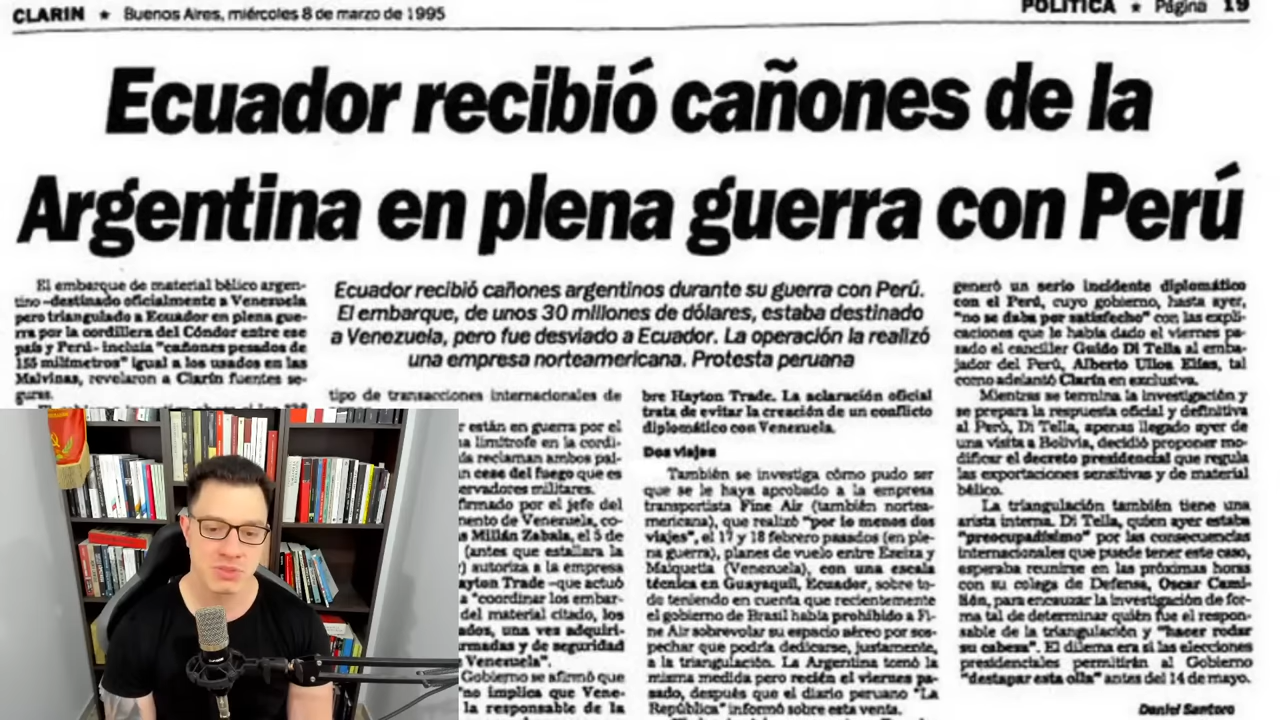 CLARIN ★ Buenos Aires, miércoles 8 de marzo de 1995
POLITICA ★ Página 19
Ecuador recibió cañones de la
Argentina en plena guerra con Perú
El embarque de material bélico argen-
tino –destinado oficialmente a Venezuela
pero triangulado a Ecuador en plena gue-
rra por la cordillera del Cóndor entre ese
país y Perú– incluía "cañones pesados de
155 milímetros" igual a los usados en las
Malvinas, revelaron a Clarín fuentes se-
guras.
Ecuador recibió cañones argentinos durante su guerra con Perú.
El embarque, de unos 30 millones de dólares, estaba destinado
a Venezuela, pero fue desviado a Ecuador. La operación la realizó
una empresa norteamericana. Protesta peruana
tipo de transacciones internacionales de
están en guerra por el
a limítrofe en la cordi-
a reclaman ambos paí-
n cese del fuego que es
ervadores militares.
firmado por el jefe del
mento de Venezuela, co-
s Millán Zabala, el 5 de
(antes que estallara la
) autoriza a la empresa
ayton Trade –que actuó
a "coordinar los embar-
del material citado, los
ados, una vez adquiri-
rmadas y de seguridad
Venezuela".
Gobierno se afirmó que
"no implica que Vene-
la responsable de la
bre Hayton Trade. La aclaración oficial
trata de evitar la creación de un conflicto
diplomático con Venezuela.
Dos viajes
También se investiga cómo pudo ser
que se le haya aprobado a la empresa
transportista Fine Air (también nortea-
mericana), que realizó "por lo menos dos
viajes", el 17 y 18 febrero pasados (en ple-
na guerra), planes de vuelo entre Ezeiza y
Maiquetía (Venezuela), con una escala
técnica en Guayaquil, Ecuador, sobre to-
do teniendo en cuenta que recientemente
el gobierno de Brasil había prohibido a Fi-
ne Air sobrevolar su espacio aéreo por sos-
pechar que podría dedicarse, justamente,
a la triangulación. La Argentina tomó la
misma medida pero recién el viernes pa-
sado, después que el diario peruano "La
República" informó sobre esta venta.
generó un serio incidente diplomático
con el Perú, cuyo gobierno, hasta ayer,
"no se daba por satisfecho" con las expli-
caciones que le había dado el viernes pa-
sado el canciller Guido Di Tella al emba-
jador del Perú, Alberto Ulloa Elías, tal
como adelantó Clarín en exclusiva.
Mientras se termina la investigación y
se prepara la respuesta oficial y definitiva
al Perú, Di Tella, apenas llegado ayer de
una visita a Bolivia, decidió proponer mo-
dificar el decreto presidencial que regula
las exportaciones sensitivas y de material
bélico.
La triangulación también tiene una
arista interna. Di Tella, quien ayer estaba
"preocupadísimo" por las consecuencias
internacionales que puede tener este caso,
esperaba reunirse en las próximas horas
con su colega de Defensa, Oscar Cami-
lión, para encauzar la investigación de for-
ma tal de determinar quién fue el respon-
sable de la triangulación y "hacer rodar
su cabeza". El dilema era si las elecciones
presidenciales permitirán al Gobierno
"destapar esta olla" antes del 14 de mayo.
Daniel Santoro